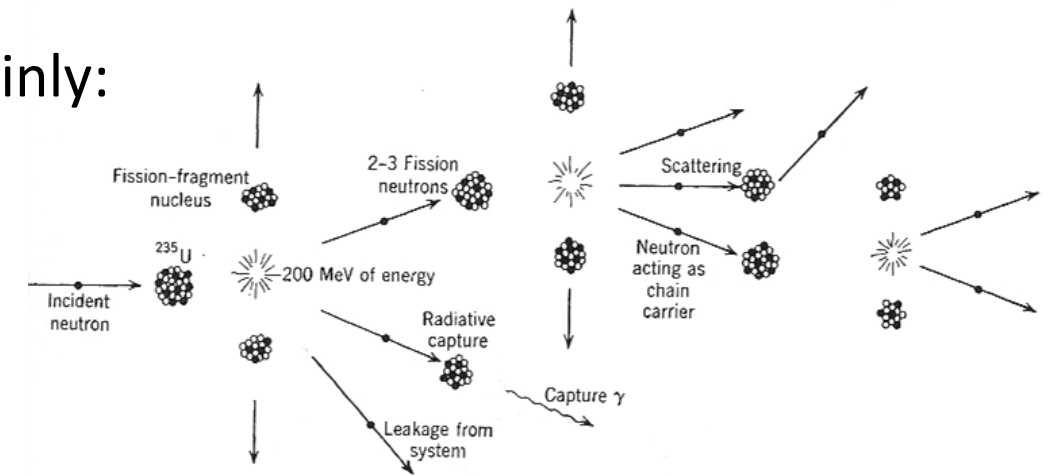 inly:
Fission-fragment
nucleus
235U
Incident
neutron
200 MeV of energy
2-3 Fission
neutrons
Radiative
capture
Leakage from
system
Capture γ
Scattering
Neutron
acting as
chain
carrier